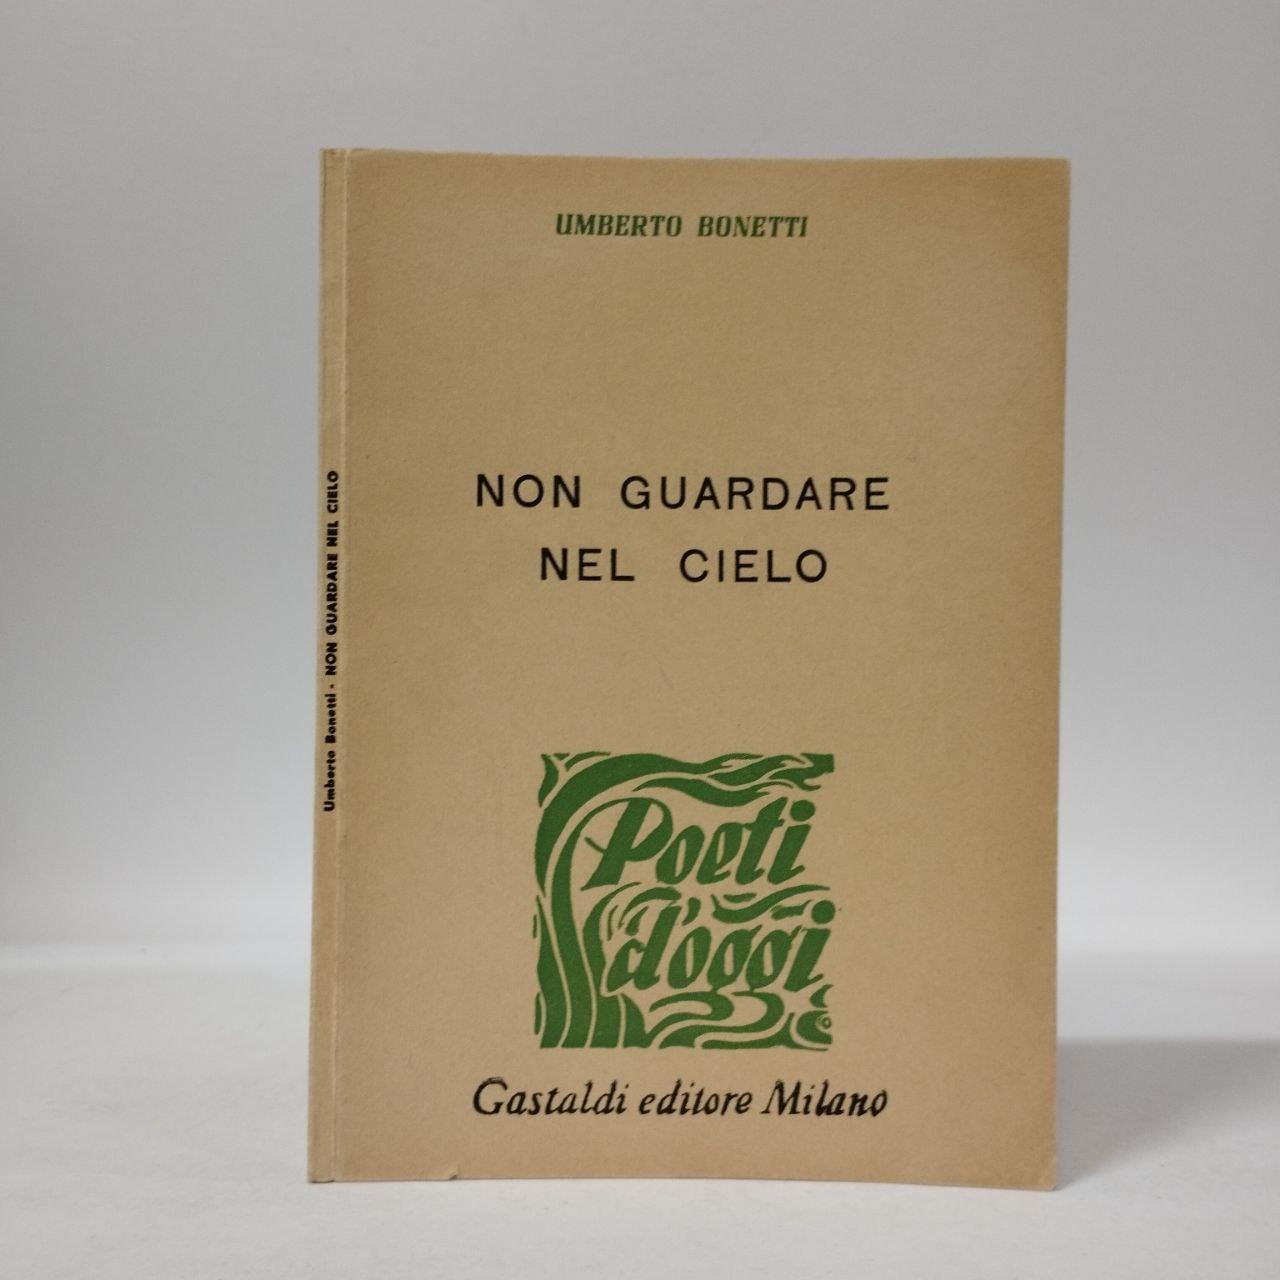 UMBERTO BONETTI
NON GUARDARE
NEL CIELO
Poeti
d'oggi
Gastaldi editore Milano
Umberto Bonetti - NON GUARDARE NEL CIELO